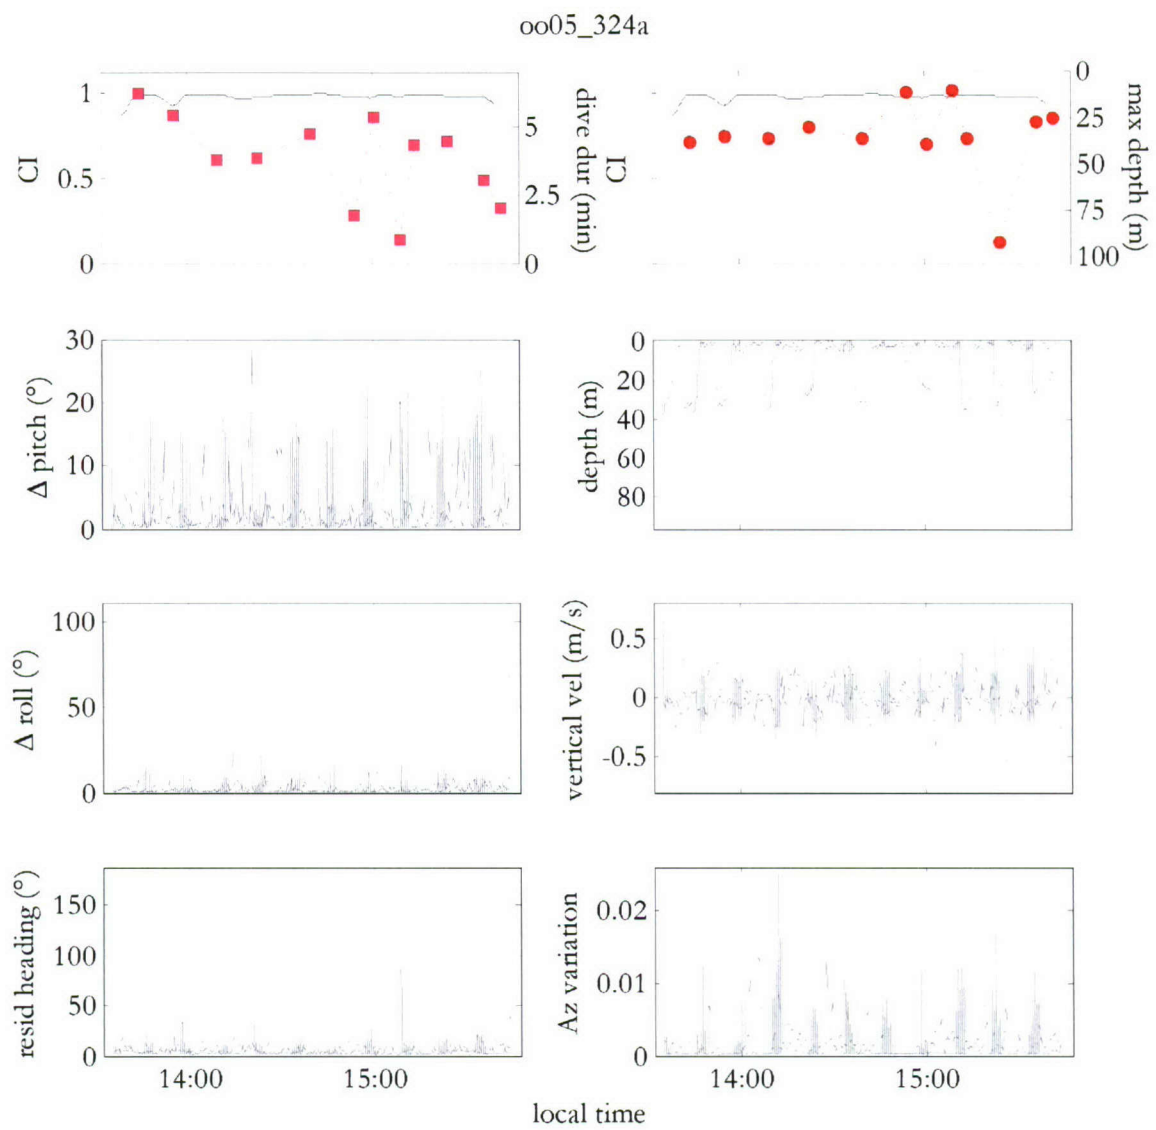 oo05_324a
1
0.5
0
CI
5
2.5
0
dive dur (min)
CI
0
25
50
75
100
max depth (m)
30
20
10
0
Δ pitch (°)
0
20
40
60
80
depth (m)
100
50
0
Δ roll (°)
0.5
0
-0.5
vertical vel (m/s)
150
100
50
0
resid heading (°)
0.02
0.01
0
Az variation
14:00 15:00
14:00 15:00
local time